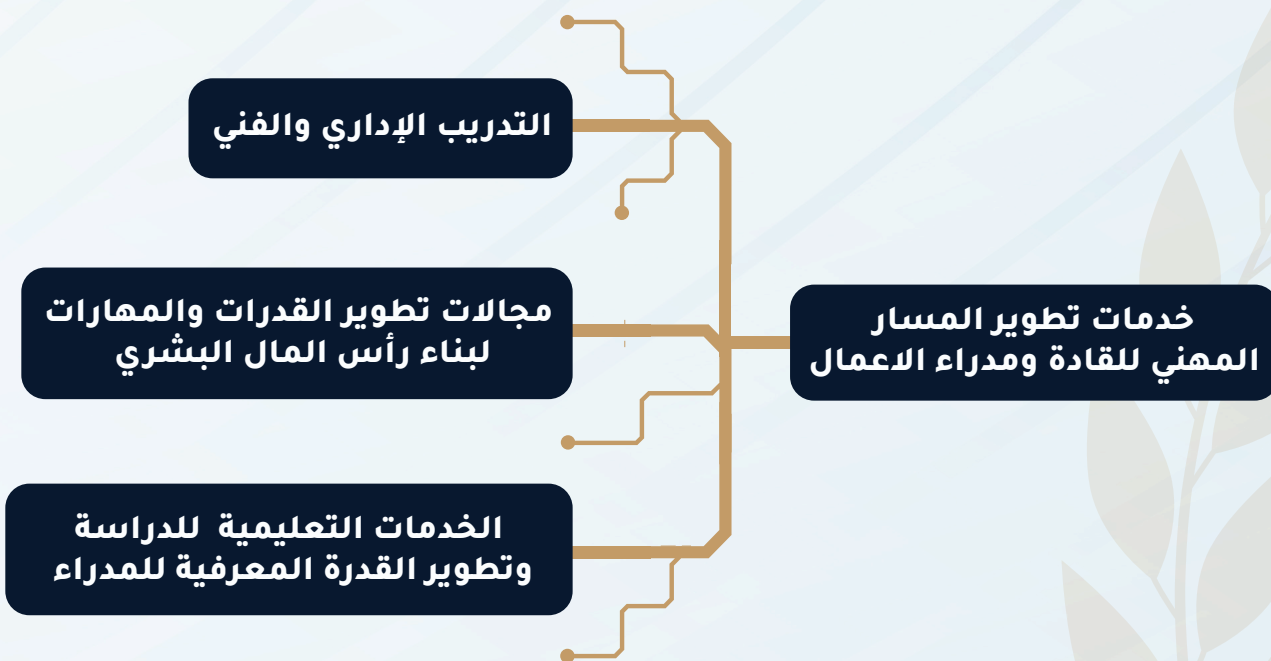 خدمات تطوير المسار
المهني للقادة ومدراء الاعمال
التدريب الإداري والفني
مجالات تطوير القدرات والمهارات
لبناء رأس المال البشري
الخدمات التعليمية للدراسة
وتطوير القدرة المعرفية للمدراء